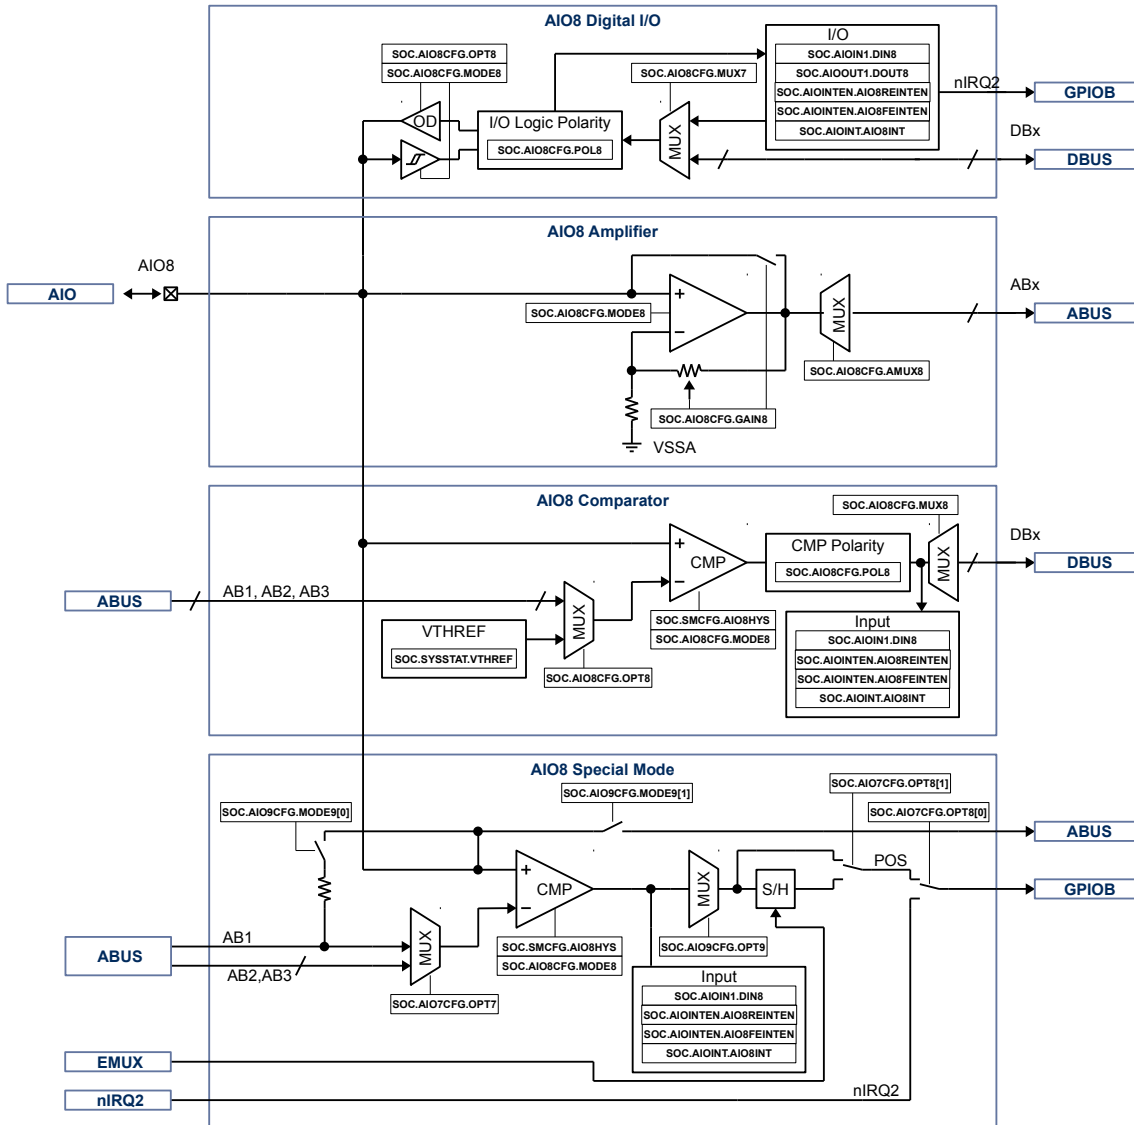 AIO8 Digital I/O
SOC.AIO8CFG.OPT8
SOC.AIO8CFG.MODE8
OD
I/O Logic Polarity
SOC.AIO8CFG.POL8
SOC.AIO8CFG.MUX7
MUX
I/O
SOC.AIOIN1.DIN8
SOC.AIOOUT1.DOUT8
SOC.AIOINTEN.AIO8REINTEN
SOC.AIOINTEN.AIO8FEINTEN
SOC.AIOINT.AIO8INT
nIRQ2
GPIOB
DBx
DBUS
AIO8 Amplifier
AIO8
AIO
SOC.AIO8CFG.MODE8
+
−
MUX
SOC.AIO8CFG.AMUX8
SOC.AIO8CFG.GAIN8
VSSA
ABx
ABUS
AIO8 Comparator
SOC.AIO8CFG.MUX8
+
−
CMP
CMP Polarity
SOC.AIO8CFG.POL8
MUX
DBx
DBUS
ABUS
AB1, AB2, AB3
MUX
VTHREF
SOC.SYSSTAT.VTHREF
SOC.AIO8CFG.OPT8
SOC.SMCFG.AIO8HYS
SOC.AIO8CFG.MODE8
Input
SOC.AIOIN1.DIN8
SOC.AIOINTEN.AIO8REINTEN
SOC.AIOINTEN.AIO8FEINTEN
SOC.AIOINT.AIO8INT
AIO8 Special Mode
SOC.AIO9CFG.MODE9[0]
SOC.AIO9CFG.MODE9[1]
SOC.AIO7CFG.OPT8[1]
SOC.AIO7CFG.OPT8[0]
ABUS
+
−
CMP
MUX
S/H
POS
GPIOB
SOC.AIO9CFG.OPT9
ABUS
AB1
AB2,AB3
MUX
SOC.AIO7CFG.OPT7
SOC.SMCFG.AIO8HYS
SOC.AIO8CFG.MODE8
Input
SOC.AIOIN1.DIN8
SOC.AIOINTEN.AIO8REINTEN
SOC.AIOINTEN.AIO8FEINTEN
SOC.AIOINT.AIO8INT
EMUX
nIRQ2
nIRQ2